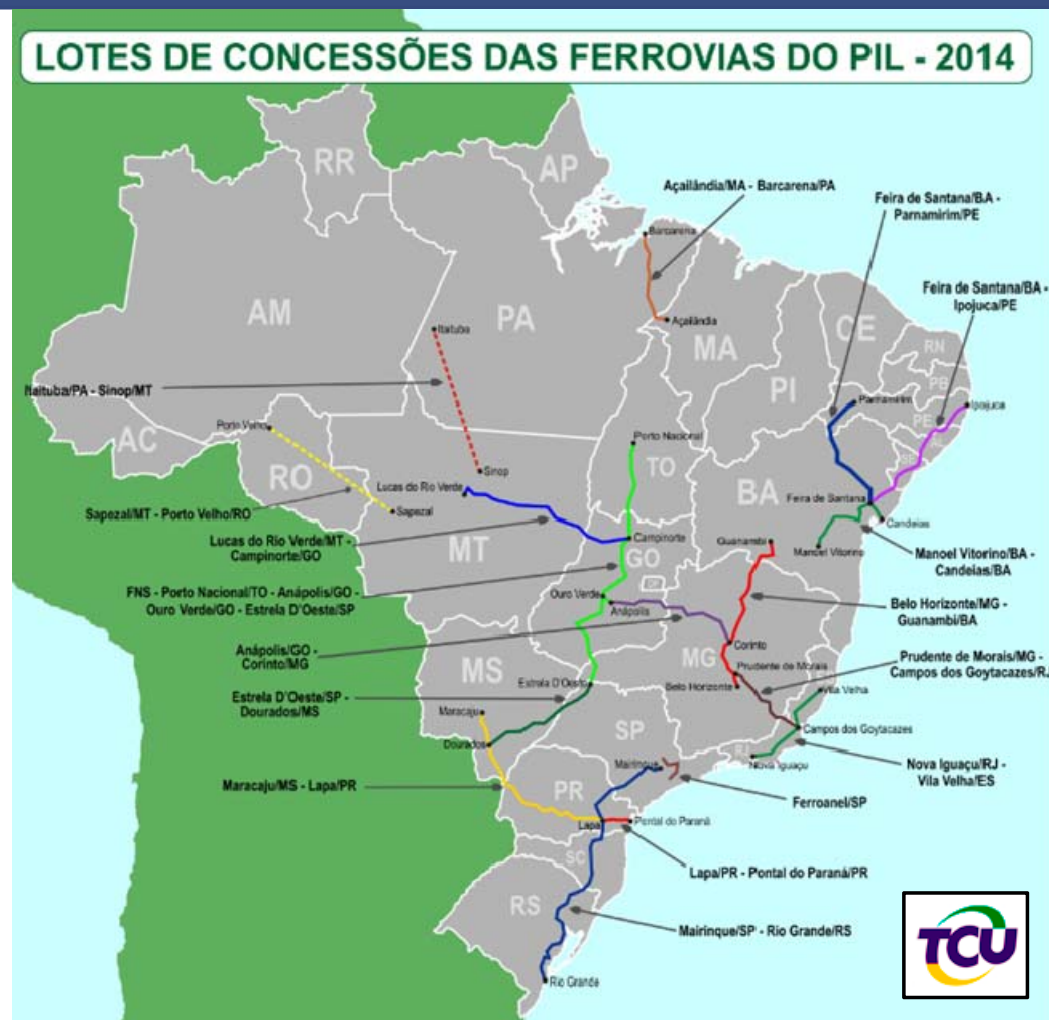 LOTES DE CONCESSÕES DAS FERROVIAS DO PIL - 2014
RR
AP
Açailândia/MA - Barcarena/PA
Feira de Santana/BA -
Parnamirim/PE
Barcarena
Feira de Santana/BA -
Ipojuca/PE
AM
PA
Itaituba
Açailândia
MA
CE
RN
PB
PI
Itaituba/PA - Sinop/MT
Parnamirim
Ipojuca
PE
AC
Porto Velho
Porto Nacional
TO
SE
RO
Sinop
Lucas do Rio Verde
BA
Feira de Santana
Sapezal
Candeias
Sapezal/MT - Porto Velho/RO
Lucas do Rio Verde/MT -
Campinorte/GO
MT
Campinorte
GO
Guanambi
Manoel Vitorino
Manoel Vitorino/BA -
Candeias/BA
FNS - Porto Nacional/TO - Anápolis/GO -
Ouro Verde/GO - Estrela D'Oeste/SP
DF
Ouro Verde
Anápolis
Belo Horizonte/MG -
Guanambi/BA
Anápolis/GO -
Corinto/MG
Corinto
MS
MG
Prudente de Morais
Prudente de Morais/MG -
Campos dos Goytacazes/RJ
Estrela D'Oeste
Belo Horizonte
Vila Velha
Estrela D'Oeste/SP -
Dourados/MS
Maracaju
SP
Campos dos Goytacazes
Dourados
RJ
Mairinque
Nova Iguaçu
Nova Iguaçu/RJ -
Vila Velha/ES
Maracaju/MS - Lapa/PR
PR
Ferroanel/SP
Lapa
Pontal do Paraná
SC
Lapa/PR - Pontal do Paraná/PR
RS
Mairinque/SP - Rio Grande/RS
Rio Grande
TCU